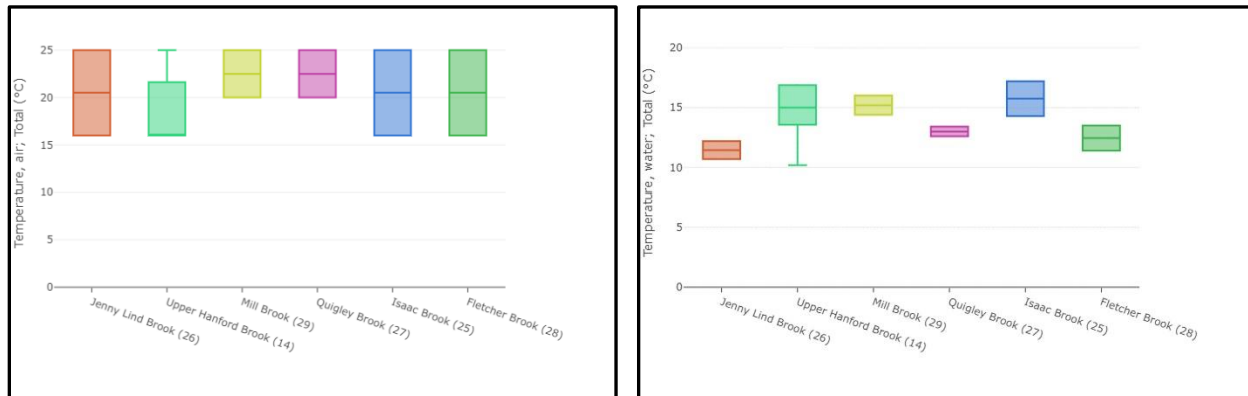 Temperature, air; Total (°C)
25
20
15
10
5
0
Jenny Lind Brook (26)
Upper Hanford Brook (14)
Mill Brook (29)
Quigley Brook (27)
Isaac Brook (25)
Fletcher Brook (28)
Temperature, water; Total (°C)
20
15
10
5
0
Jenny Lind Brook (26)
Upper Hanford Brook (14)
Mill Brook (29)
Quigley Brook (27)
Isaac Brook (25)
Fletcher Brook (28)